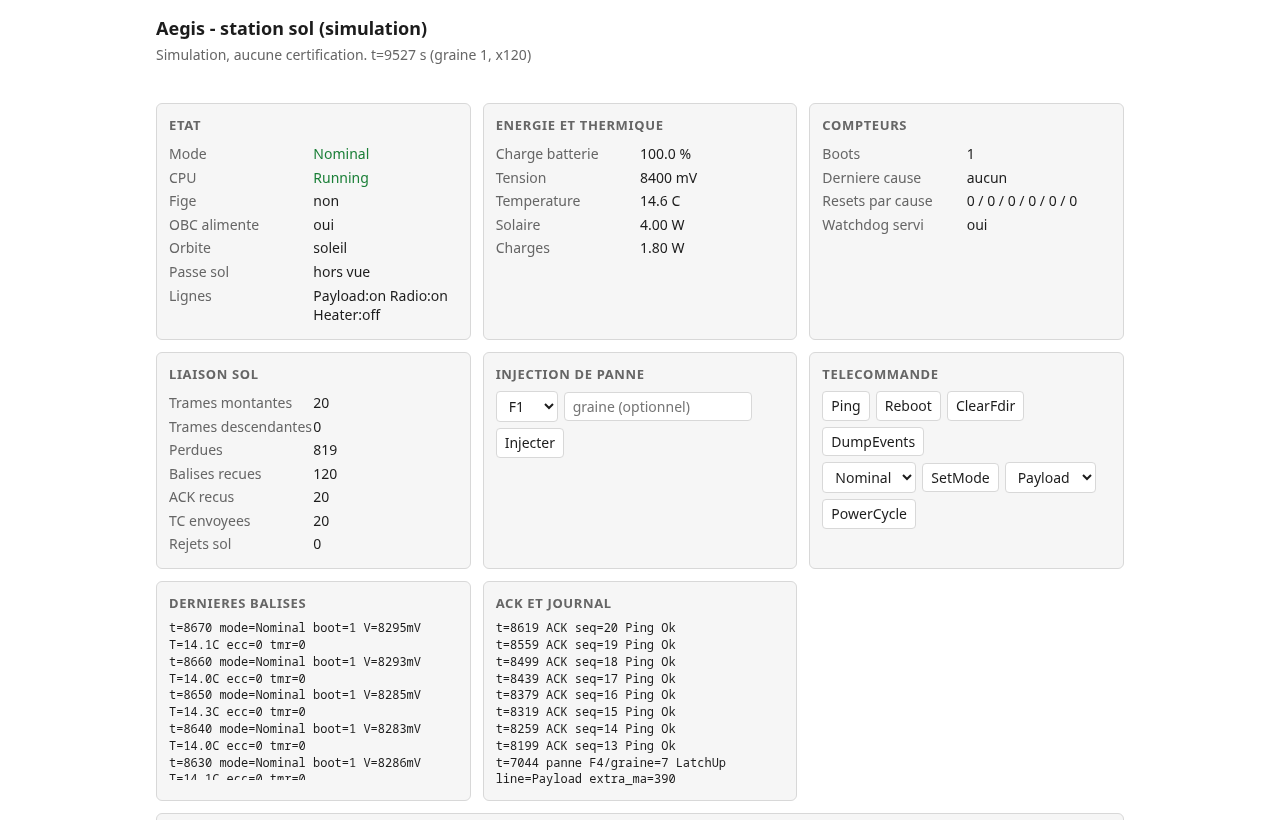 Aegis - station sol (simulation)
Simulation, aucune certification. t=9527 s (graine 1, x120)
ETAT
Mode Nominal
CPU Running
Fige non
OBC alimente oui
Orbite soleil
Passe sol hors vue
Lignes Payload:on Radio:on
Heater:off
ENERGIE ET THERMIQUE
Charge batterie 100.0 %
Tension 8400 mV
Temperature 14.6 C
Solaire 4.00 W
Charges 1.80 W
COMPTEURS
Boots 1
Derniere cause aucun
Resets par cause 0 / 0 / 0 / 0 / 0 / 0
Watchdog servi oui
LIAISON SOL
Trames montantes 20
Trames descendantes 0
Perdues 819
Balises recues 120
ACK recus 20
TC envoyees 20
Rejets sol 0
INJECTION DE PANNE
F1 graine (optionnel)
Injecter
TELECOMMANDE
Ping Reboot ClearFdir
DumpEvents
Nominal SetMode Payload
PowerCycle
DERNIERES BALISES
t=8670 mode=Nominal boot=1 V=8295mV
T=14.1C ecc=0 tmr=0
t=8660 mode=Nominal boot=1 V=8293mV
T=14.0C ecc=0 tmr=0
t=8650 mode=Nominal boot=1 V=8285mV
T=14.3C ecc=0 tmr=0
t=8640 mode=Nominal boot=1 V=8283mV
T=14.0C ecc=0 tmr=0
t=8630 mode=Nominal boot=1 V=8286mV
T=14.1C ecc=0 tmr=0
ACK ET JOURNAL
t=8619 ACK seq=20 Ping Ok
t=8559 ACK seq=19 Ping Ok
t=8499 ACK seq=18 Ping Ok
t=8439 ACK seq=17 Ping Ok
t=8379 ACK seq=16 Ping Ok
t=8319 ACK seq=15 Ping Ok
t=8259 ACK seq=14 Ping Ok
t=8199 ACK seq=13 Ping Ok
t=7044 panne F4/graine=7 LatchUp
line=Payload extra_ma=390